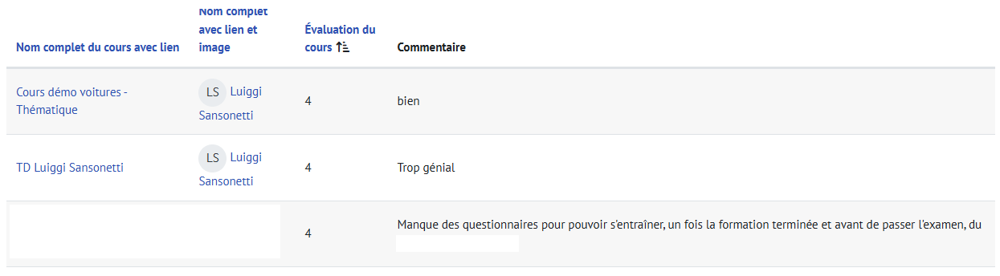 Nom complet
avec lien et
image
Nom complet du cours avec lien
Évaluation du
cours
Commentaire
Cours démo voitures -
Thématique
LS Luiggi
Sansonetti
4
bien
TD Luiggi Sansonetti
LS Luiggi
Sansonetti
4
Trop génial
4
Manque des questionnaires pour pouvoir s'entraîner, un fois la formation terminée et avant de passer l'examen, du